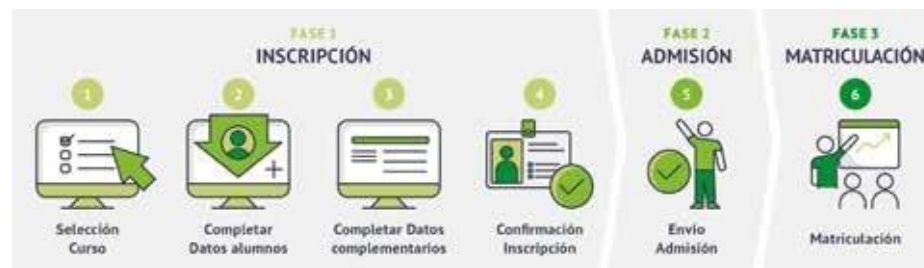 FASE 1
INSCRIPCIÓN
1
Selección
Curso
2
Completar
Datos alumnos
3
Completar Datos
complementarios
4
Confirmación
Inscripción
FASE 2
ADMISIÓN
5
Envío
Admisión
FASE 3
MATRICULACIÓN
6
Matriculación